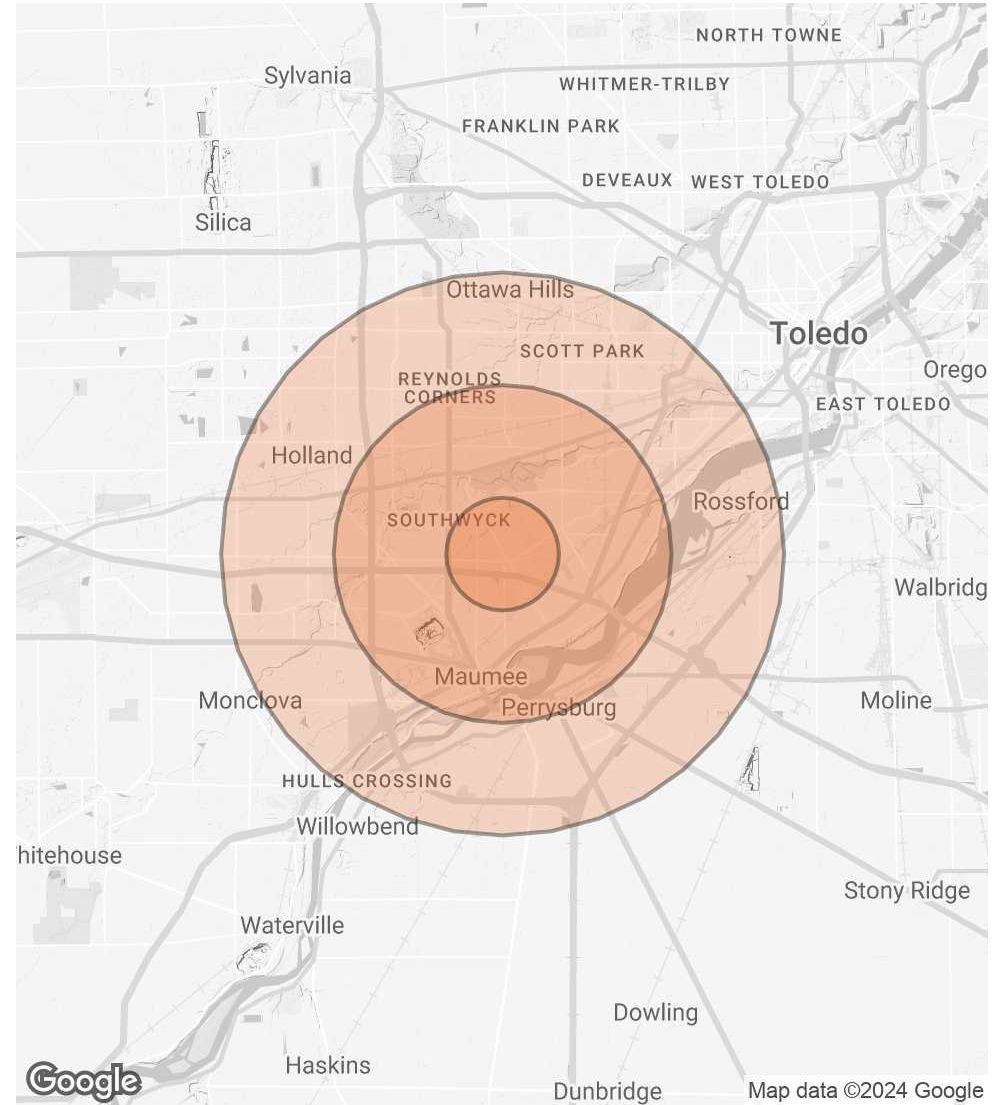 NORTH TOWNE
Sylvania
WHITMER-TRILBY
FRANKLIN PARK
DEVEAUX
WEST TOLEDO
Silica
Ottawa Hills
Toledo
SCOTT PARK
Orego
REYNOLDS
CORNERS
EAST TOLEDO
Holland
Rossford
SOUTHWYCK
Walbridg
Maumee
Monclova
Perrysburg
Moline
HULLS CROSSING
Willowbend
hitehouse
Stony Ridge
Waterville
Dowling
Haskins
Google
Dunbridge
Map data ©2024 Google